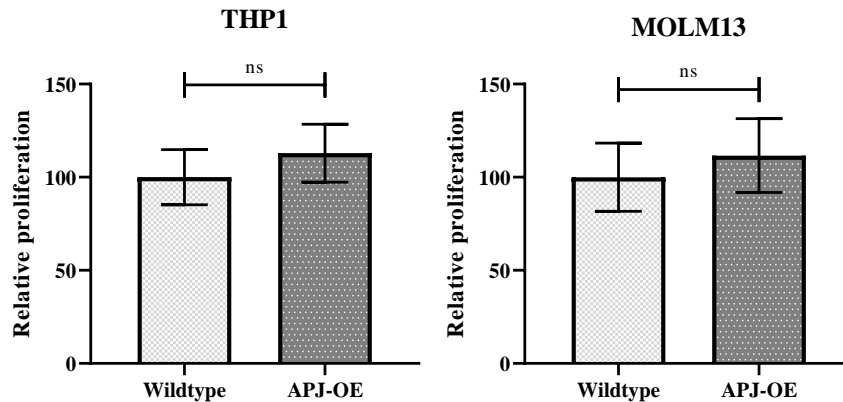 THP1
ns
150
100
50
0
Relative proliferation
Wildtype APJ-OE
MOLM13
ns
150
100
50
0
Relative proliferation
Wildtype APJ-OE